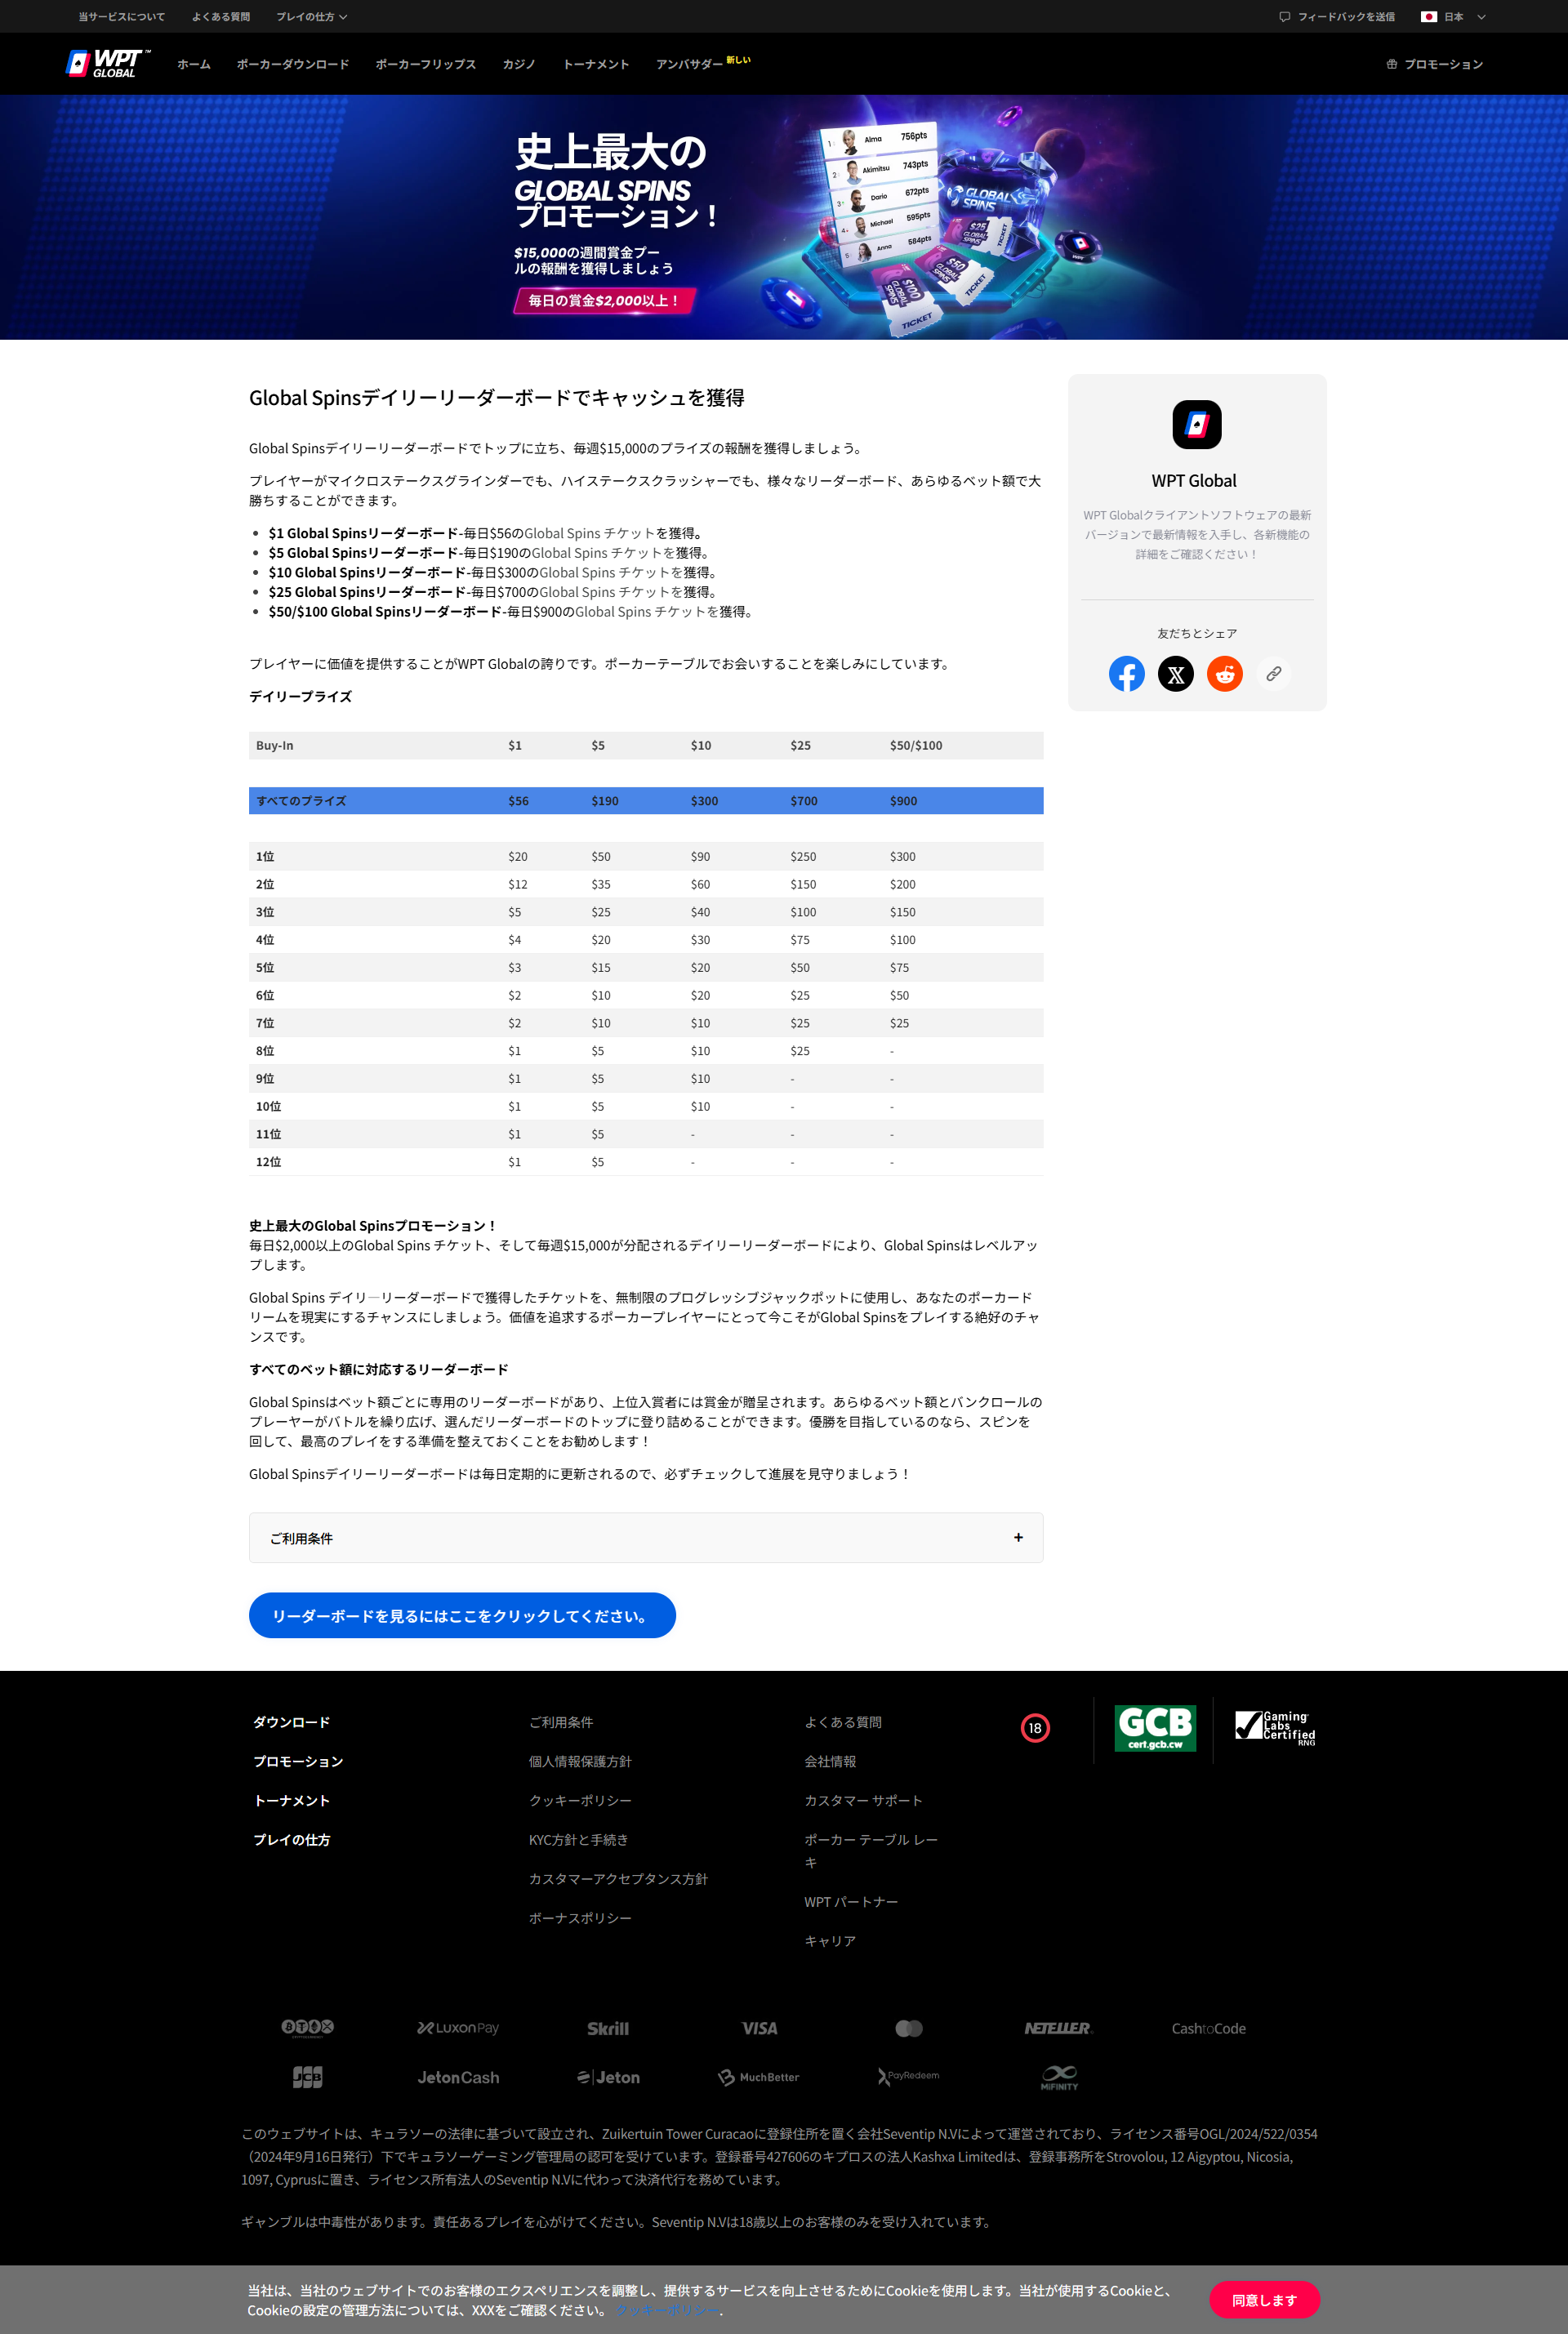 当サービスについて よくある質問 プレイの仕方 フィードバックを送信 日本
WPT GLOBAL ™ ホーム ポーカーダウンロード ポーカーフリップス カジノ トーナメント アンバサダー 新しい プロモーション
史上最大の
GLOBAL SPINS
プロモーション！
$15,000の週間賞金プー
ルの報酬を獲得しましょう
毎日の賞金$2,000以上！
1 Alma 756pts
2 Akimitsu 743pts
3 Dario 672pts
4 Michael 595pts
5 Anna 584pts
GLOBAL SPINS
$25 GLOBAL SPINS TICKET
$50 GLOBAL SPINS TICKET
$100 GLOBAL SPINS TICKET
Global Spinsデイリーリーダーボードでキャッシュを獲得
Global Spinsデイリーリーダーボードでトップに立ち、毎週$15,000のプライズの報酬を獲得しましょう。
プレイヤーがマイクロステークスグラインダーでも、ハイステークスクラッシャーでも、様々なリーダーボード、あらゆるベット額で大
勝ちすることができます。
$1 Global Spinsリーダーボード-毎日$56のGlobal Spins チケットを獲得。
$5 Global Spinsリーダーボード-毎日$190のGlobal Spins チケットを獲得。
$10 Global Spinsリーダーボード-毎日$300のGlobal Spins チケットを獲得。
$25 Global Spinsリーダーボード-毎日$700のGlobal Spins チケットを獲得。
$50/$100 Global Spinsリーダーボード-毎日$900のGlobal Spins チケットを獲得。
プレイヤーに価値を提供することがWPT Globalの誇りです。ポーカーテーブルでお会いすることを楽しみにしています。
デイリープライズ
Buy-In $1 $5 $10 $25 $50/$100
すべてのプライズ $56 $190 $300 $700 $900
1位 $20 $50 $90 $250 $300
2位 $12 $35 $60 $150 $200
3位 $5 $25 $40 $100 $150
4位 $4 $20 $30 $75 $100
5位 $3 $15 $20 $50 $75
6位 $2 $10 $20 $25 $50
7位 $2 $10 $10 $25 $25
8位 $1 $5 $10 $25 -
9位 $1 $5 $10 - -
10位 $1 $5 $10 - -
11位 $1 $5 - - -
12位 $1 $5 - - -
史上最大のGlobal Spinsプロモーション！
毎日$2,000以上のGlobal Spins チケット、そして毎週$15,000が分配されるデイリーリーダーボードにより、Global Spinsはレベルアッ
プします。
Global Spins デイリ―リーダーボードで獲得したチケットを、無制限のプログレッシブジャックポットに使用し、あなたのポーカード
リームを現実にするチャンスにしましょう。価値を追求するポーカープレイヤーにとって今こそがGlobal Spinsをプレイする絶好のチャ
ンスです。
すべてのベット額に対応するリーダーボード
Global Spinsはベット額ごとに専用のリーダーボードがあり、上位入賞者には賞金が贈呈されます。あらゆるベット額とバンクロールの
プレーヤーがバトルを繰り広げ、選んだリーダーボードのトップに登り詰めることができます。優勝を目指しているのなら、スピンを
回して、最高のプレイをする準備を整えておくことをお勧めします！
Global Spinsデイリーリーダーボードは毎日定期的に更新されるので、必ずチェックして進展を見守りましょう！
ご利用条件 +
リーダーボードを見るにはここをクリックしてください。
WPT Global
WPT Globalクライアントソフトウェアの最新
バージョンで最新情報を入手し、各新機能の
詳細をご確認ください！
友だちとシェア
ダウンロード
プロモーション
トーナメント
プレイの仕方
ご利用条件
個人情報保護方針
クッキーポリシー
KYC方針と手続き
カスタマーアクセプタンス方針
ボーナスポリシー
よくある質問
会社情報
カスタマー サポート
ポーカー テーブル レー
キ
WPT パートナー
キャリア
18
GCB
cert.gcb.cw
Gaming
Labs
Certified
RNG
LUXON PAY Skrill VISA NETELLER CashtoCode
JCB JetonCash Jeton MuchBetter PayRedeem MiFINITY
このウェブサイトは、キュラソーの法律に基づいて設立され、Zuikertuin Tower Curacaoに登録住所を置く会社Seventip N.Vによって運営されており、ライセンス番号OGL/2024/522/0354
（2024年9月16日発行）下でキュラソーゲーミング管理局の認可を受けています。登録番号427606のキプロスの法人Kashxa Limitedは、登録事務所をStrovolou, 12 Aigyptou, Nicosia,
1097, Cyprusに置き、ライセンス所有法人のSeventip N.Vに代わって決済代行を務めています。
ギャンブルは中毒性があります。責任あるプレイを心がけてください。Seventip N.Vは18歳以上のお客様のみを受け入れています。
当社は、当社のウェブサイトでのお客様のエクスペリエンスを調整し、提供するサービスを向上させるためにCookieを使用します。当社が使用するCookieと、
Cookieの設定の管理方法については、XXXをご確認ください。 クッキーポリシー.
同意します